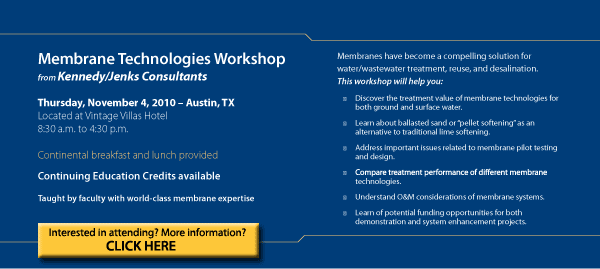 Membrane Technologies Workshop
from Kennedy/Jenks Consultants
Thursday, November 4, 2010 – Austin, TX
Located at Vintage Villas Hotel
8:30 a.m. to 4:30 p.m.
Continental breakfast and lunch provided
Continuing Education Credits available
Taught by faculty with world-class membrane expertise
Interested in attending? More information?
CLICK HERE
Membranes have become a compelling solution for
water/wastewater treatment, reuse, and desalination.
This workshop will help you:
Discover the treatment value of membrane technologies for
both ground and surface water.
Learn about ballasted sand or "pellet softening" as an
alternative to traditional lime softening.
Address important issues related to membrane pilot testing
and design.
Compare treatment performance of different membrane
technologies.
Understand O&M considerations of membrane systems.
Learn of potential funding opportunities for both
demonstration and system enhancement projects.